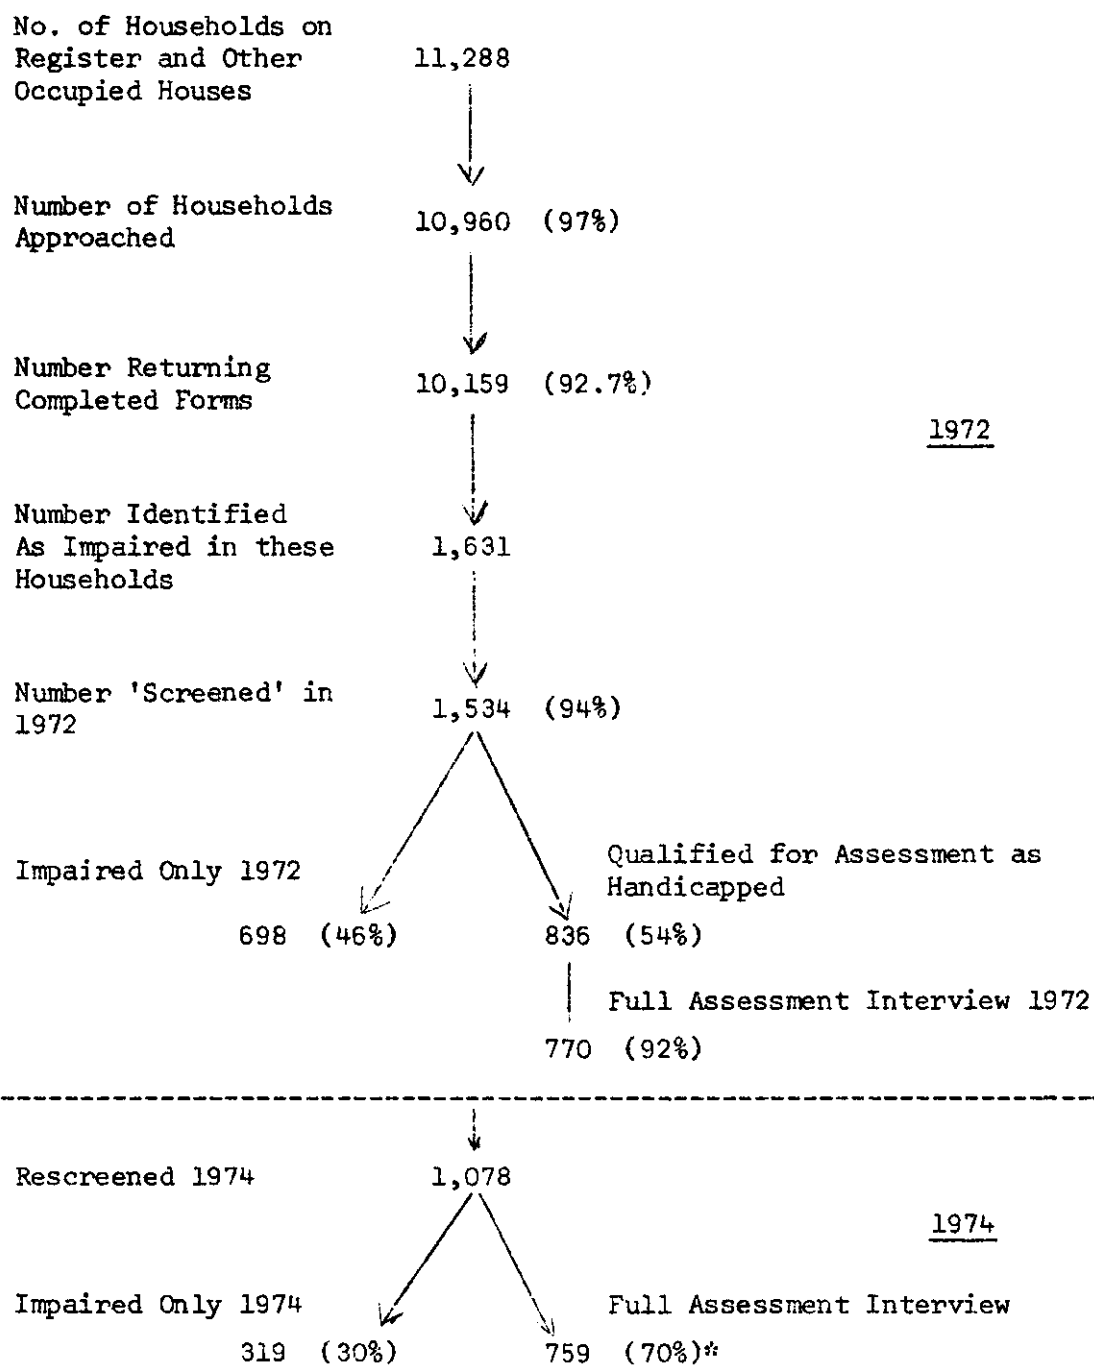 No. of Households on
Register and Other
Occupied Houses
11,288
Number of Households
Approached
10,960 (97%)
Number Returning
Completed Forms
10,159 (92.7%)
1972
Number Identified
As Impaired in these
Households
1,631
Number 'Screened' in
1972
1,534 (94%)
Impaired Only 1972
698 (46%)
Qualified for Assessment as
Handicapped
836 (54%)
Full Assessment Interview 1972
770 (92%)
Rescreened 1974
1,078
1974
Impaired Only 1974
319 (30%)
Full Assessment Interview
759 (70%)*